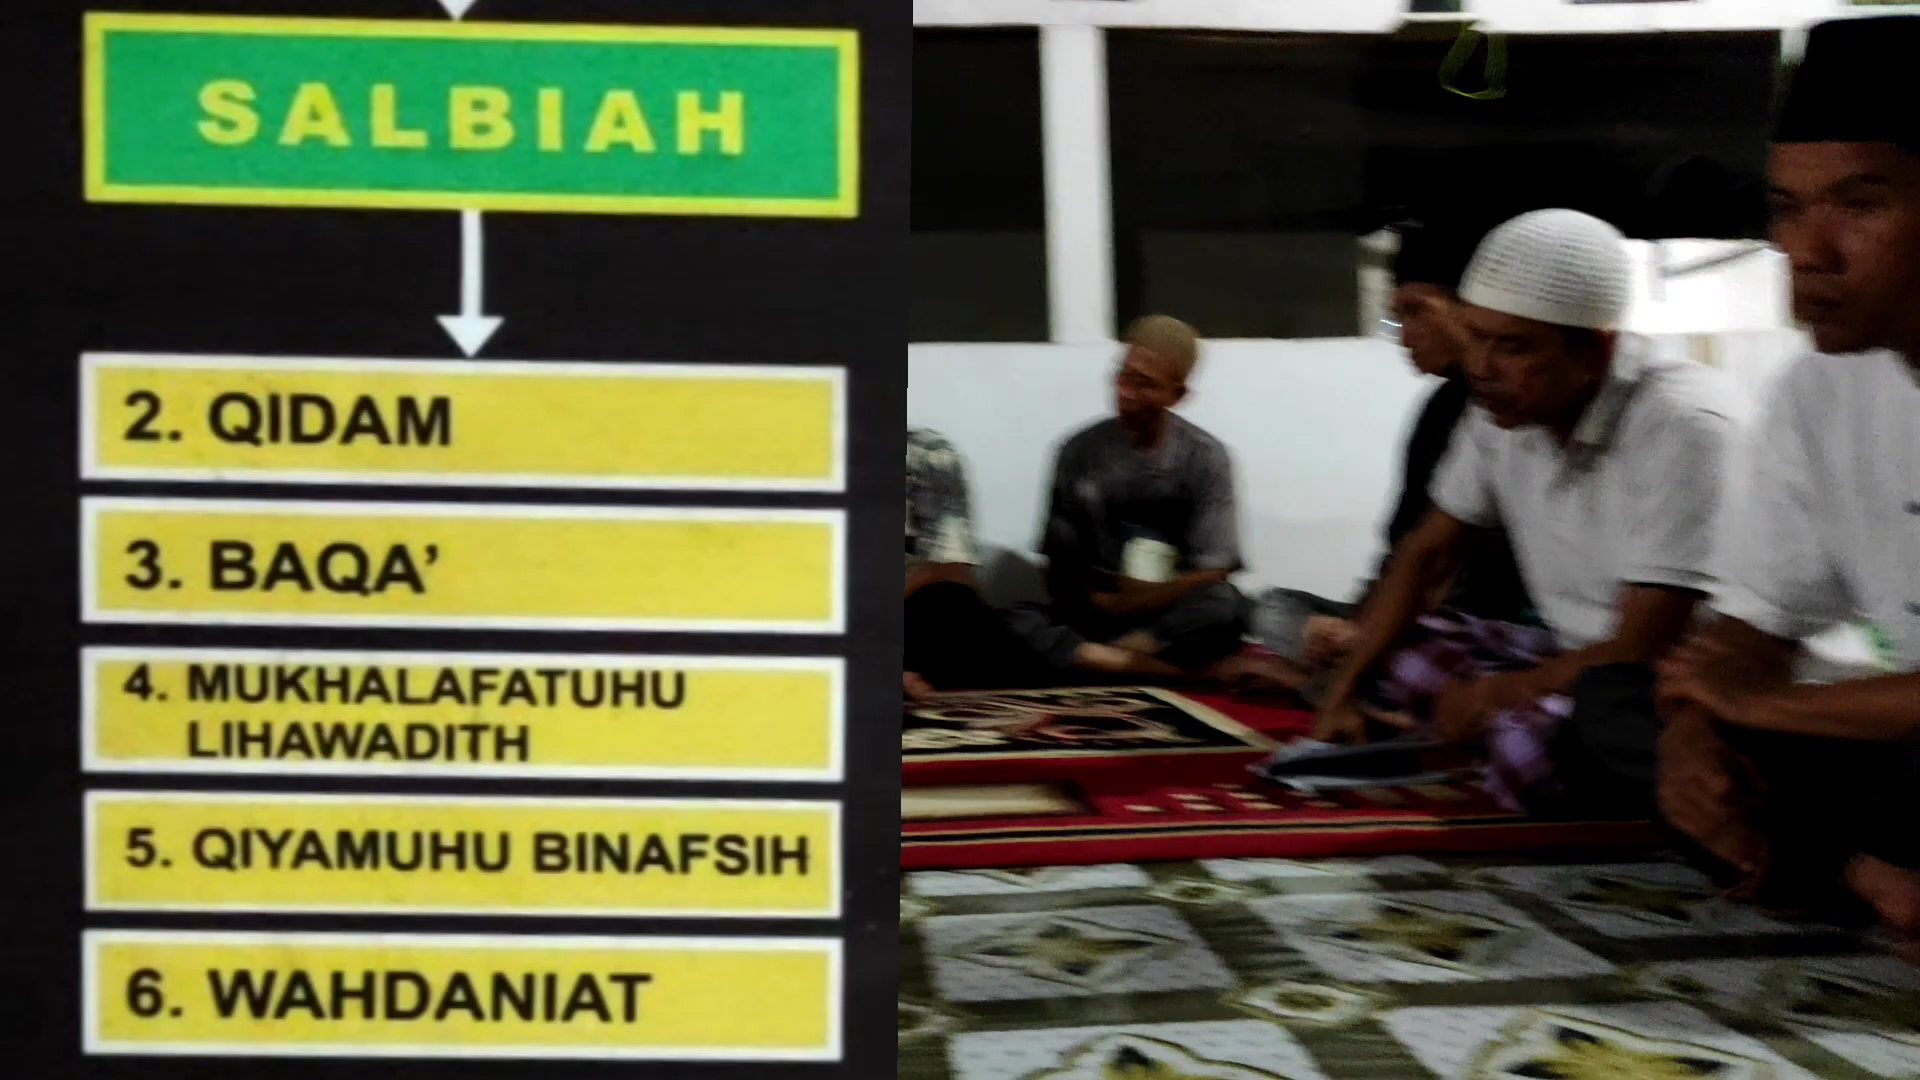 SALBIAH
2. QIDAM
3. BAQA’
4. MUKHALAFATUHU
LIHAWADITH
5. QIYAMUHU BINAFSIH
6. WAHDANIAT